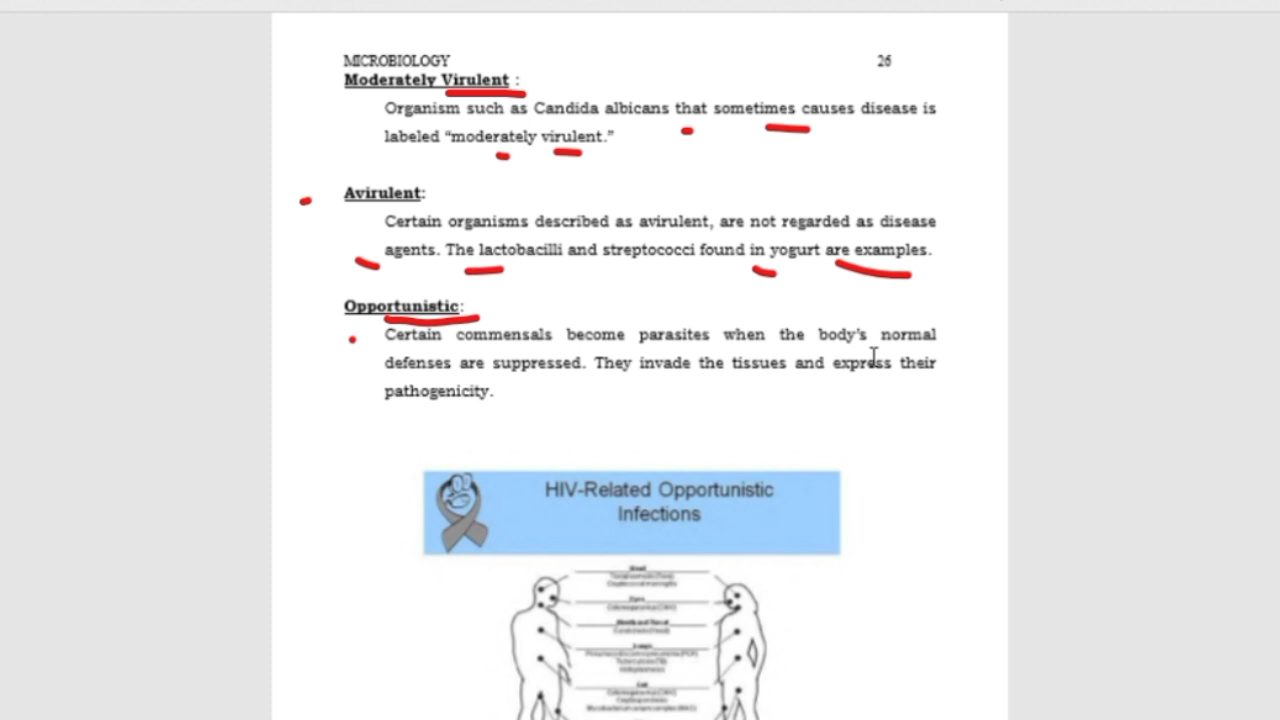 MICROBIOLOGY 26
Moderately Virulent :
Organism such as Candida albicans that sometimes causes disease is
labeled “moderately virulent.”
Avirulent:
Certain organisms described as avirulent, are not regarded as disease
agents. The lactobacilli and streptococci found in yogurt are examples.
Opportunistic:
Certain commensals become parasites when the body's normal
defenses are suppressed. They invade the tissues and express their
pathogenicity.
HIV-Related Opportunistic
Infections